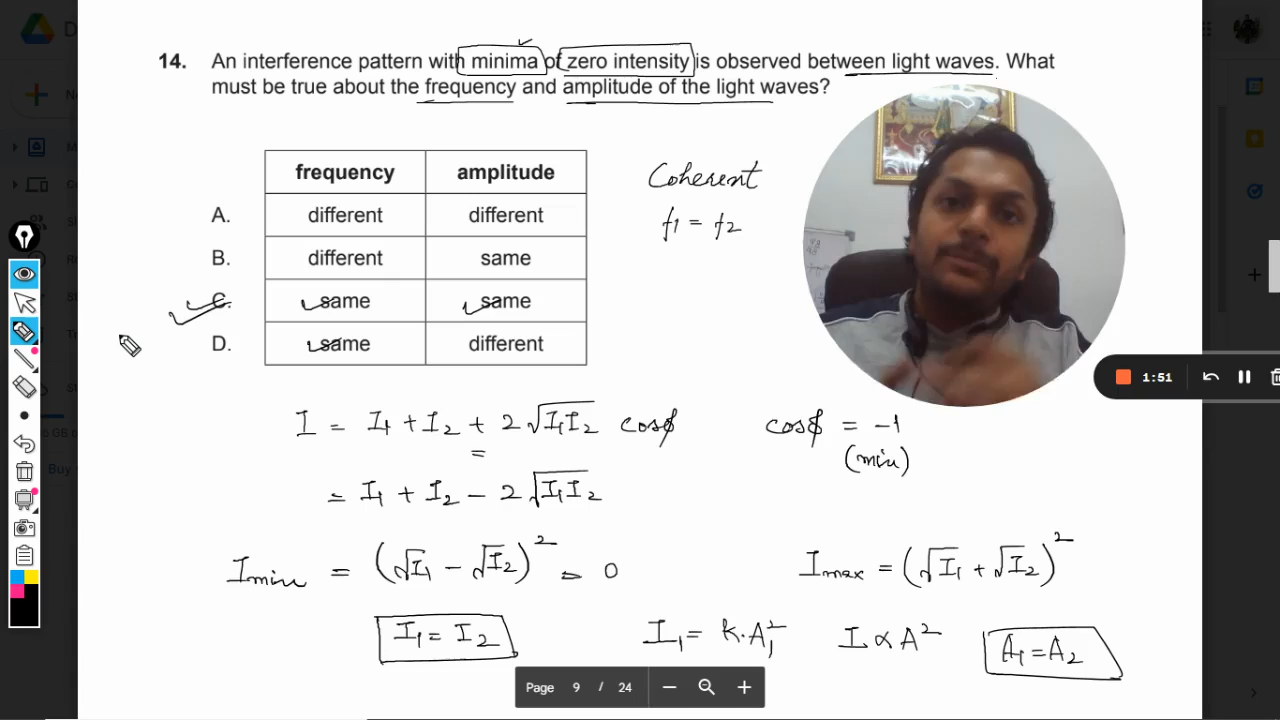 14. An interference pattern with minima of zero intensity is observed between light waves. What
must be true about the frequency and amplitude of the light waves?
frequency amplitude
A. different different
B. different same
C. same same
D. same different
Coherent
f1 = f2
I = I1 + I2 + 2 √I1I2 cosϕ
=
cosϕ = -1
(min)
= I1 + I2 - 2 √I1I2
Imin = (√I1 - √I2)² = 0
Imax = (√I1 + √I2)²
I1 = I2
I1 = K.A1²
I ∝ A²
A1 = A2
1:51
Page 9 / 24